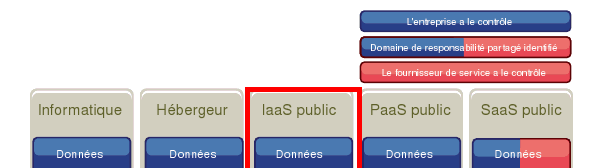 L'entreprise a le contrôle
Domaine de responsabilité partagé identifié
Le fournisseur de service a le contrôle
Informatique Hébergeur IaaS public PaaS public SaaS public
Données Données Données Données Données